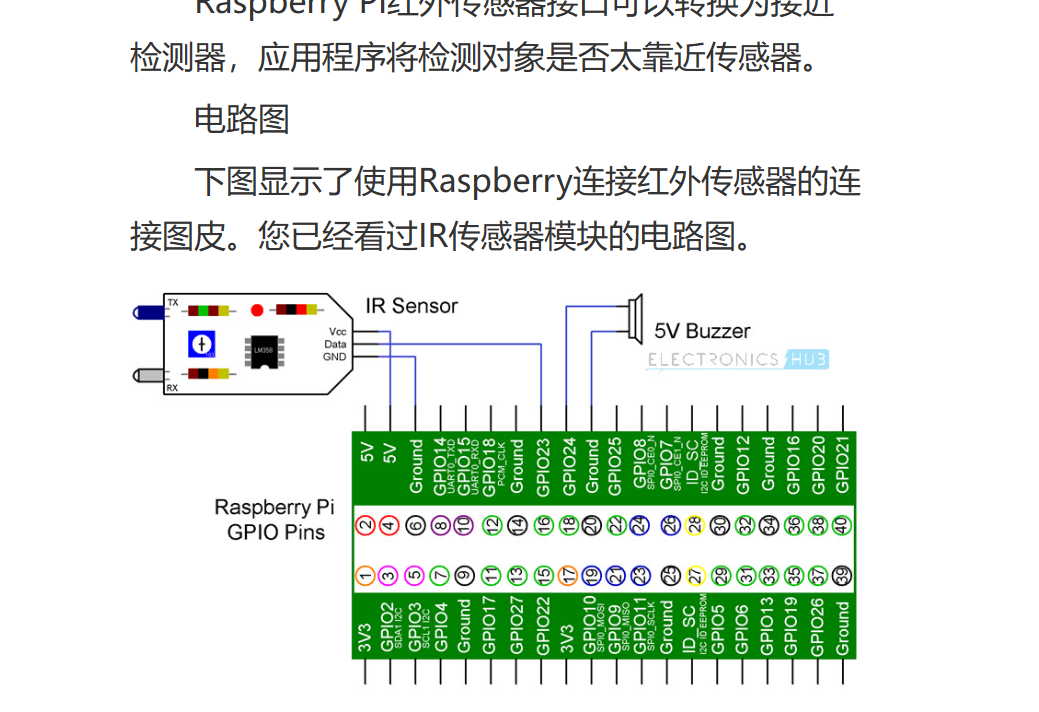 Raspberry Pi红外传感器接口可以转换为接近
检测器，应用程序将检测对象是否太靠近传感器。
电路图
下图显示了使用Raspberry连接红外传感器的连
接图皮。您已经看过IR传感器模块的电路图。
TX
IR Sensor
Vcc
Data
GND
LM358
RX
5V Buzzer
ELECTRONICS HUB
5V
5V
Ground
GPIO14
UART0_TXD
GPIO15
UART0_RXD
GPIO18
PCM_CLK
Ground
GPIO23
GPIO24
Ground
GPIO25
GPIO8
SPI0_CE0_N
GPIO7
SPI0_CE1_N
ID_SC
I2C ID EEPROM
Ground
GPIO12
Ground
GPIO16
GPIO20
GPIO21
Raspberry Pi
GPIO Pins
2 4 6 8 10 12 14 16 18 20 22 24 26 28 30 32 34 36 38 40
1 3 5 7 9 11 13 15 17 19 21 23 25 27 29 31 33 35 37 39
3V3
GPIO2
SDA1 I2C
GPIO3
SCL1 I2C
GPIO4
Ground
GPIO17
GPIO27
GPIO22
3V3
GPIO10
SPI0_MOSI
GPIO9
SPI0_MISO
GPIO11
SPI0_SCLK
Ground
ID_SC
I2C ID EEPROM
GPIO5
GPIO6
GPIO13
GPIO19
GPIO26
Ground